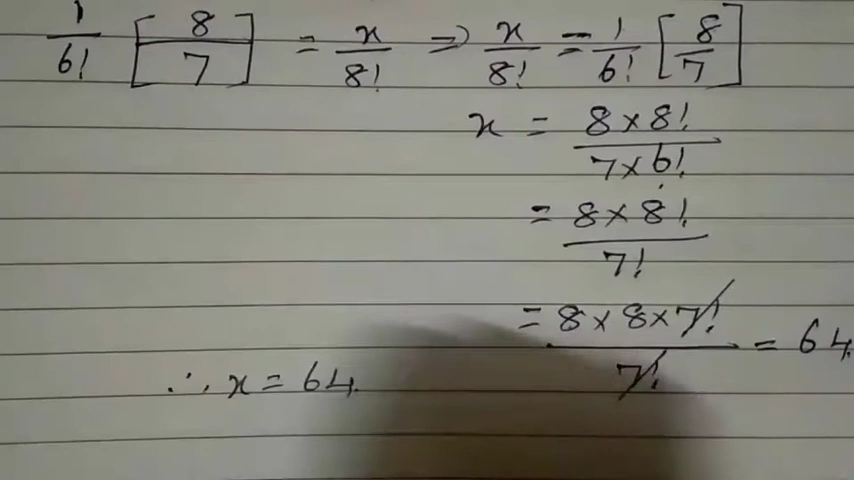 1/6! [8/7] = x/8! ⇒ x/8! = 1/6! [8/7]
x = 8×8!/7×6!
= 8×8!/7!
= 8×8×7!/7! = 64
∴ x = 64.